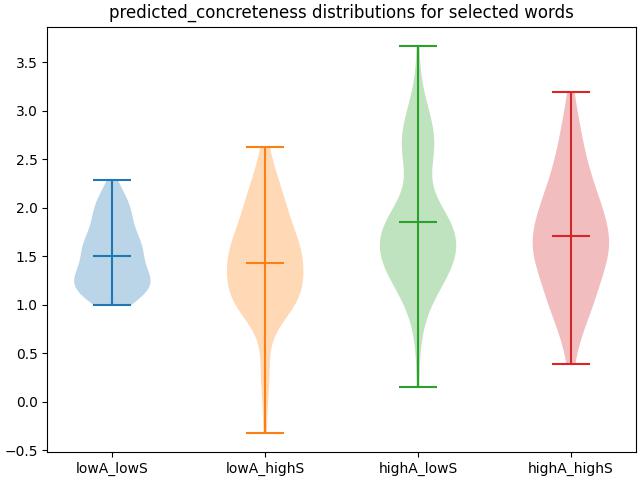 predicted_concreteness distributions for selected words
3.5
3.0
2.5
2.0
1.5
1.0
0.5
0.0
−0.5
lowA_lowS
lowA_highS
highA_lowS
highA_highS